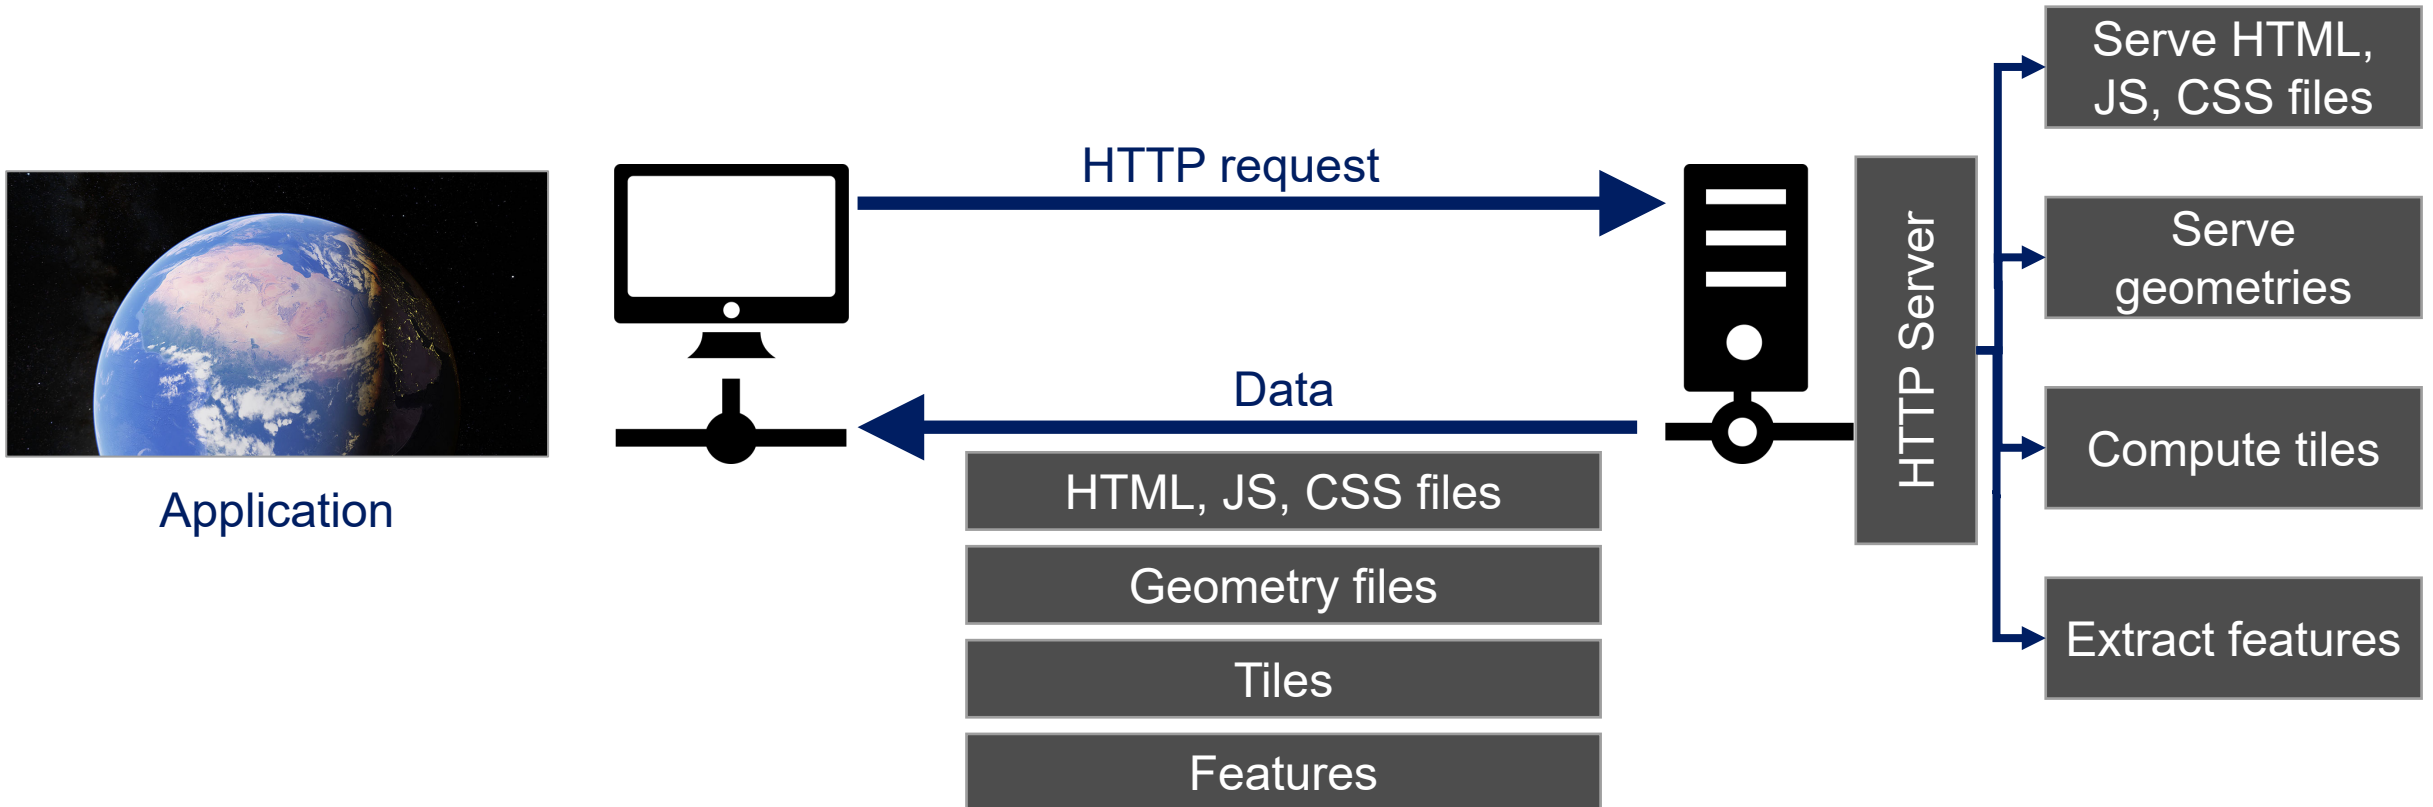 Application
HTTP request
Data
HTML, JS, CSS files
Geometry files
Tiles
Features
HTTP Server
Serve HTML,
JS, CSS files
Serve
geometries
Compute tiles
Extract features